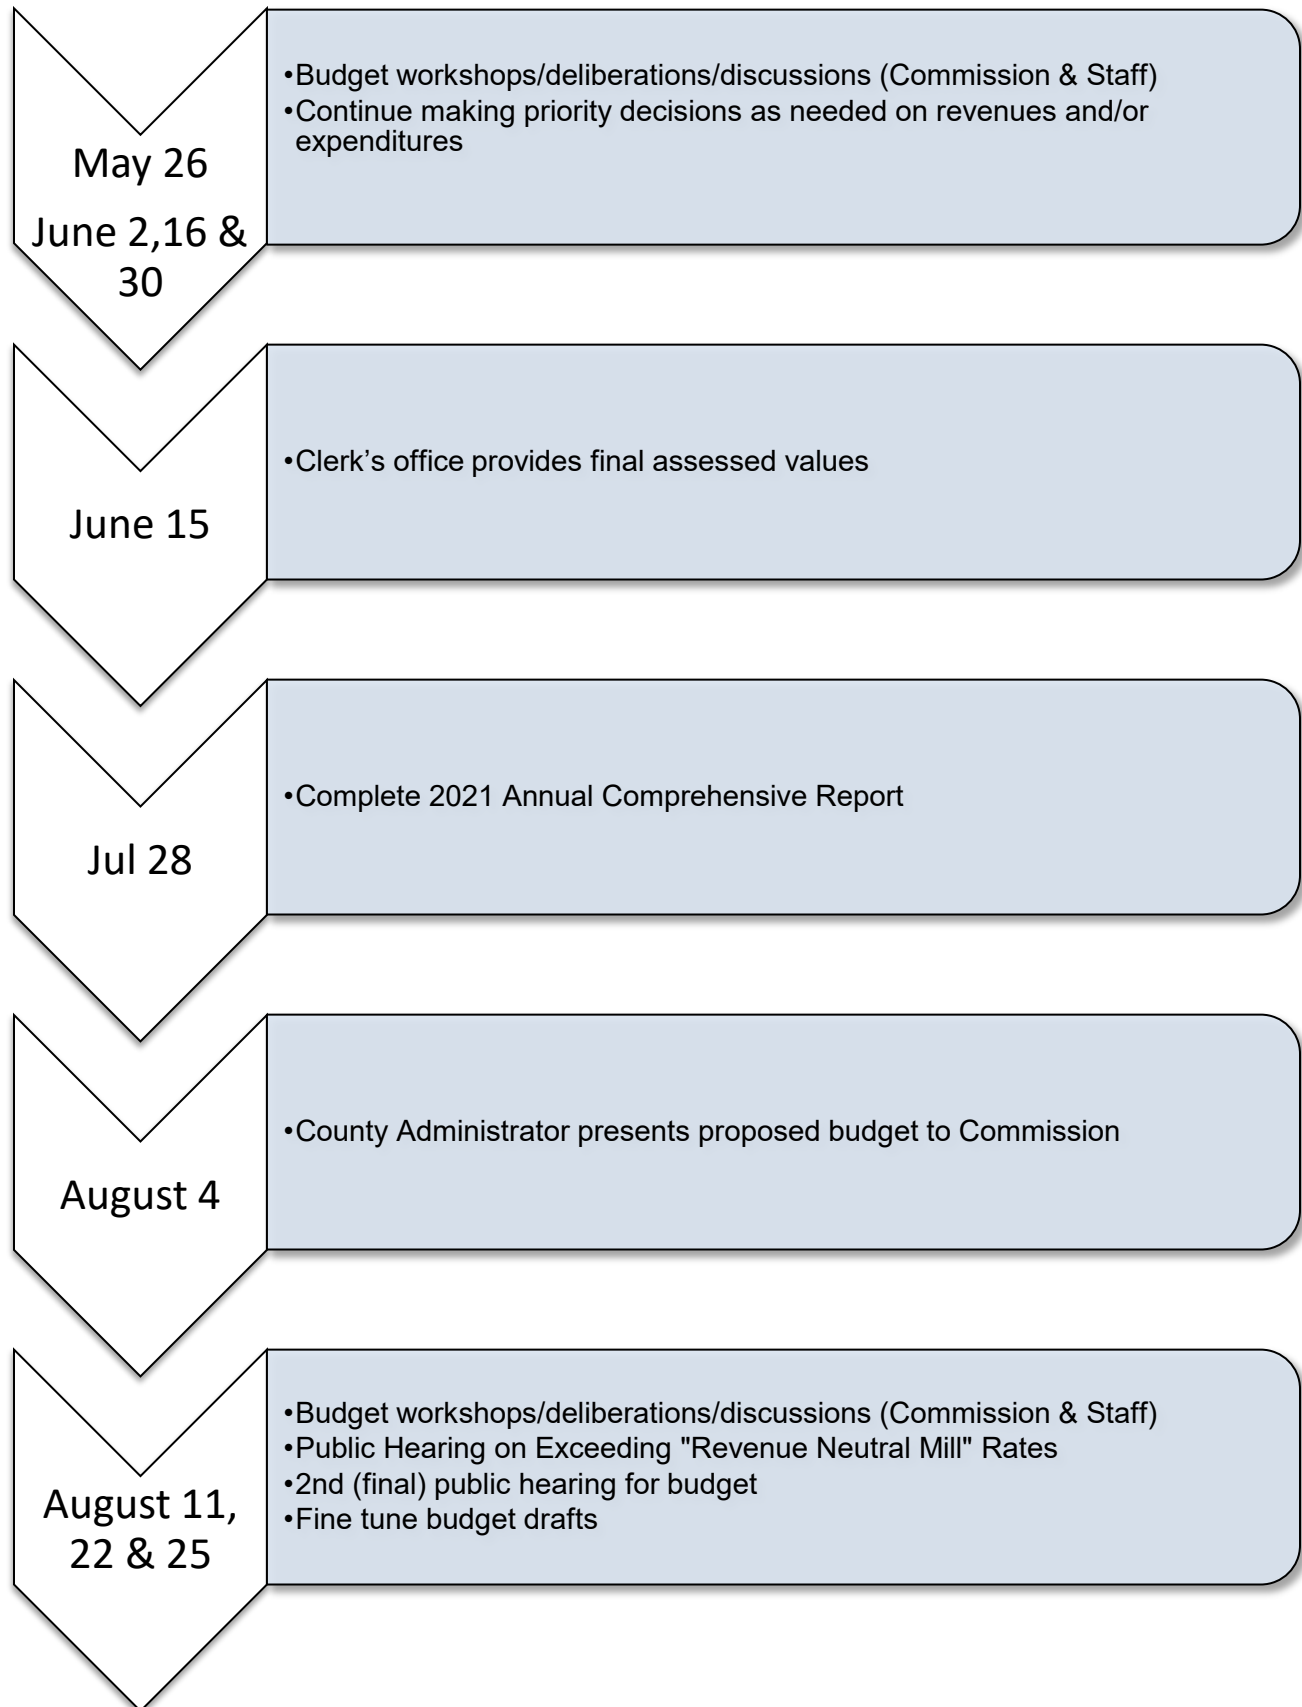 May 26
June 2,16 &
30
•Budget workshops/deliberations/discussions (Commission & Staff)
•Continue making priority decisions as needed on revenues and/or
expenditures
June 15
•Clerk’s office provides final assessed values
Jul 28
•Complete 2021 Annual Comprehensive Report
August 4
•County Administrator presents proposed budget to Commission
August 11,
22 & 25
•Budget workshops/deliberations/discussions (Commission & Staff)
•Public Hearing on Exceeding "Revenue Neutral Mill" Rates
•2nd (final) public hearing for budget
•Fine tune budget drafts